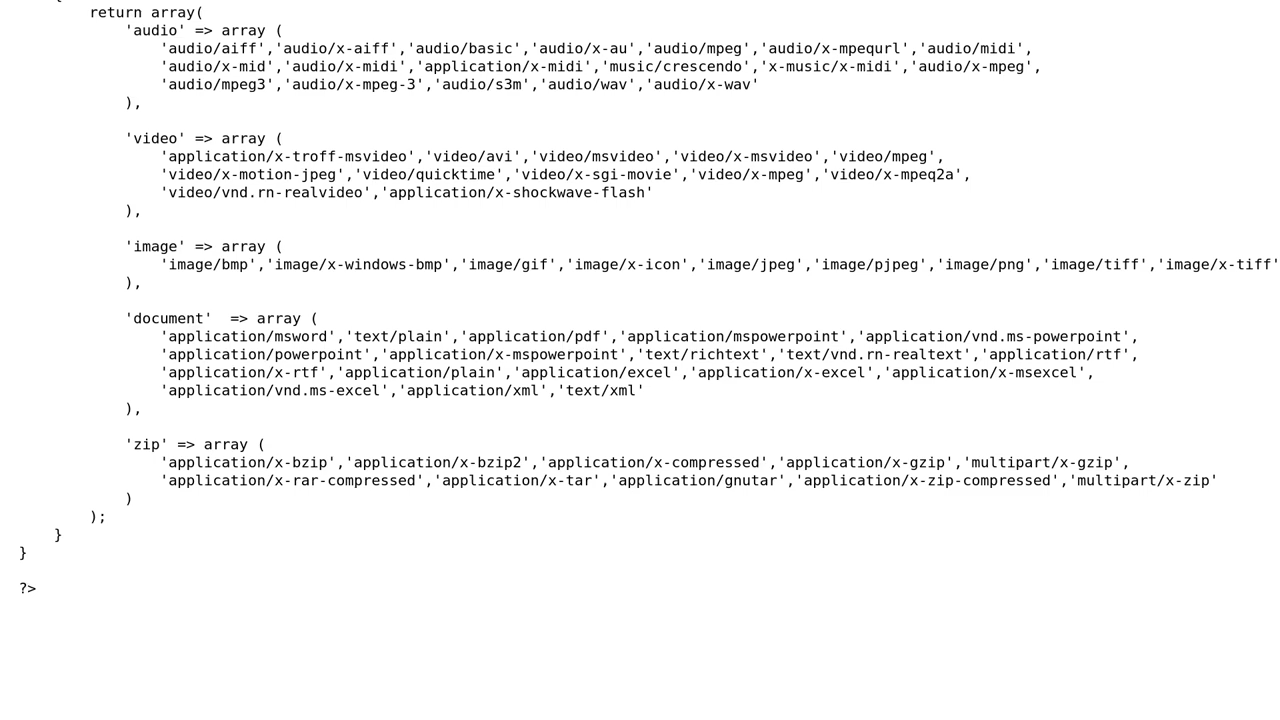 {
return array(
'audio' => array (
'audio/aiff','audio/x-aiff','audio/basic','audio/x-au','audio/mpeg','audio/x-mpequrl','audio/midi',
'audio/x-mid','audio/x-midi','application/x-midi','music/crescendo','x-music/x-midi','audio/x-mpeg',
'audio/mpeg3','audio/x-mpeg-3','audio/s3m','audio/wav','audio/x-wav'
),
'video' => array (
'application/x-troff-msvideo','video/avi','video/msvideo','video/x-msvideo','video/mpeg',
'video/x-motion-jpeg','video/quicktime','video/x-sgi-movie','video/x-mpeg','video/x-mpeq2a',
'video/vnd.rn-realvideo','application/x-shockwave-flash'
),
'image' => array (
'image/bmp','image/x-windows-bmp','image/gif','image/x-icon','image/jpeg','image/pjpeg','image/png','image/tiff','image/x-tiff'
),
'document'  => array (
'application/msword','text/plain','application/pdf','application/mspowerpoint','application/vnd.ms-powerpoint',
'application/powerpoint','application/x-mspowerpoint','text/richtext','text/vnd.rn-realtext','application/rtf',
'application/x-rtf','application/plain','application/excel','application/x-excel','application/x-msexcel',
'application/vnd.ms-excel','application/xml','text/xml'
),
'zip' => array (
'application/x-bzip','application/x-bzip2','application/x-compressed','application/x-gzip','multipart/x-gzip',
'application/x-rar-compressed','application/x-tar','application/gnutar','application/x-zip-compressed','multipart/x-zip'
)
);
}
}
?>